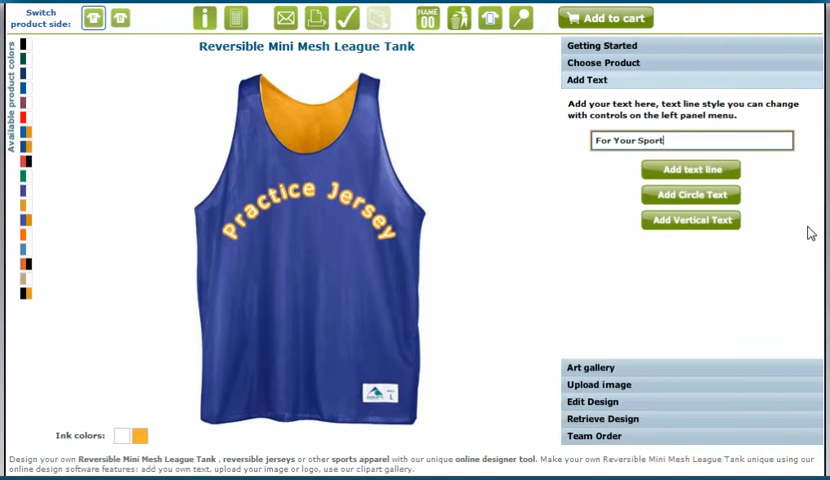 Switch
product side:
NAME
00
Add to cart
Reversible Mini Mesh League Tank
Getting Started
Choose Product
Add Text
Available product colors
Add your text here, text line style you can change
with controls on the left panel menu.
For Your Sport
Add text line
Add Circle Text
Add Vertical Text
Practice Jersey
L
Art gallery
Upload image
Edit Design
Retrieve Design
Team Order
Ink colors:
Design your own Reversible Mini Mesh League Tank , reversible jerseys or other sports apparel with our unique online designer tool. Make your own Reversible Mini Mesh League Tank unique using our
online design software features: add you own text, upload your image or logo, use our clipart gallery.